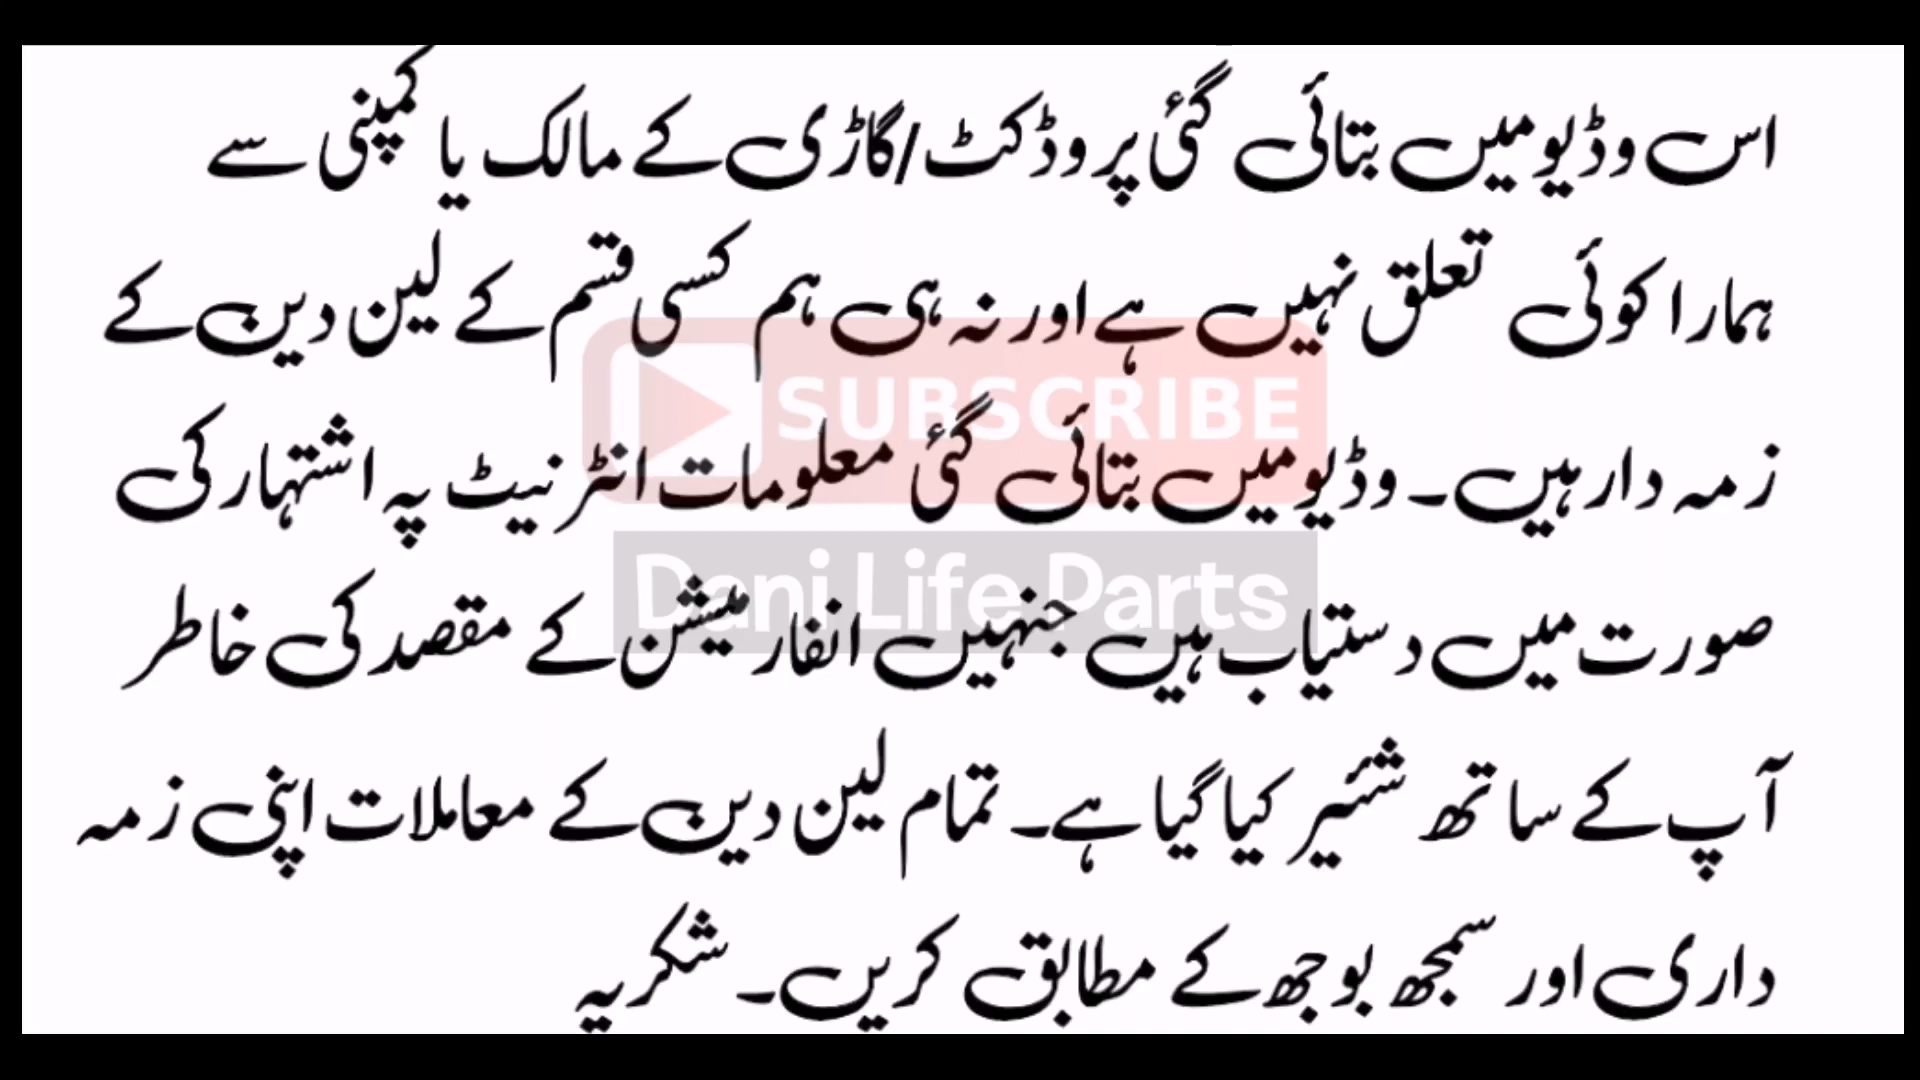 اس وڈیو میں بتائی گئی پروڈکٹ/گاڑی کے مالک یا کمپنی سے
ہمارا کوئی تعلق نہیں ہے اور نہ ہی ہم کسی قسم کے لین دین کے
SUBSCRIBE
زمہ دار ہیں۔ وڈیو میں بتائی گئی معلومات انٹرنیٹ پہ اشتہار کی
Dani Life Parts
صورت میں دستیاب ہیں جنہیں انفارمیشن کے مقصد کی خاطر
آپ کے ساتھ شئیر کیا گیا ہے۔ تمام لین دین کے معاملات اپنی زمہ
داری اور سمجھ بوجھ کے مطابق کریں۔ شکریہ